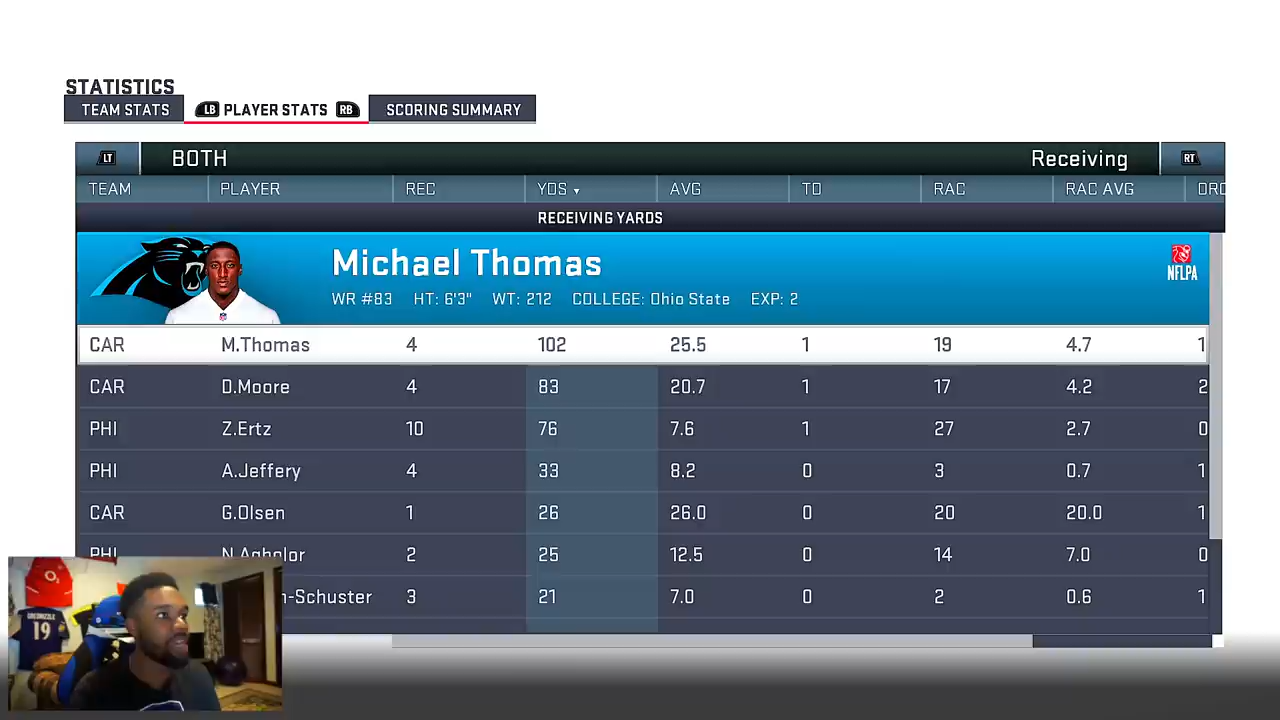 STATISTICS
TEAM STATS LB PLAYER STATS RB SCORING SUMMARY
LT BOTH Receiving RT
TEAM PLAYER REC YDS AVG TD RAC RAC AVG DRO
RECEIVING YARDS
Michael Thomas
WR #83 HT: 6'3" WT: 212 COLLEGE: Ohio State EXP: 2
NFLPA
CAR M.Thomas 4 102 25.5 1 19 4.7 1
CAR D.Moore 4 83 20.7 1 17 4.2 2
PHI Z.Ertz 10 76 7.6 1 27 2.7 0
PHI A.Jeffery 4 33 8.2 0 3 0.7 1
CAR G.Olsen 1 26 26.0 0 20 20.0 1
PHI N.Agholor 2 25 12.5 0 14 7.0 0
n-Schuster 3 21 7.0 0 2 0.6 1
19